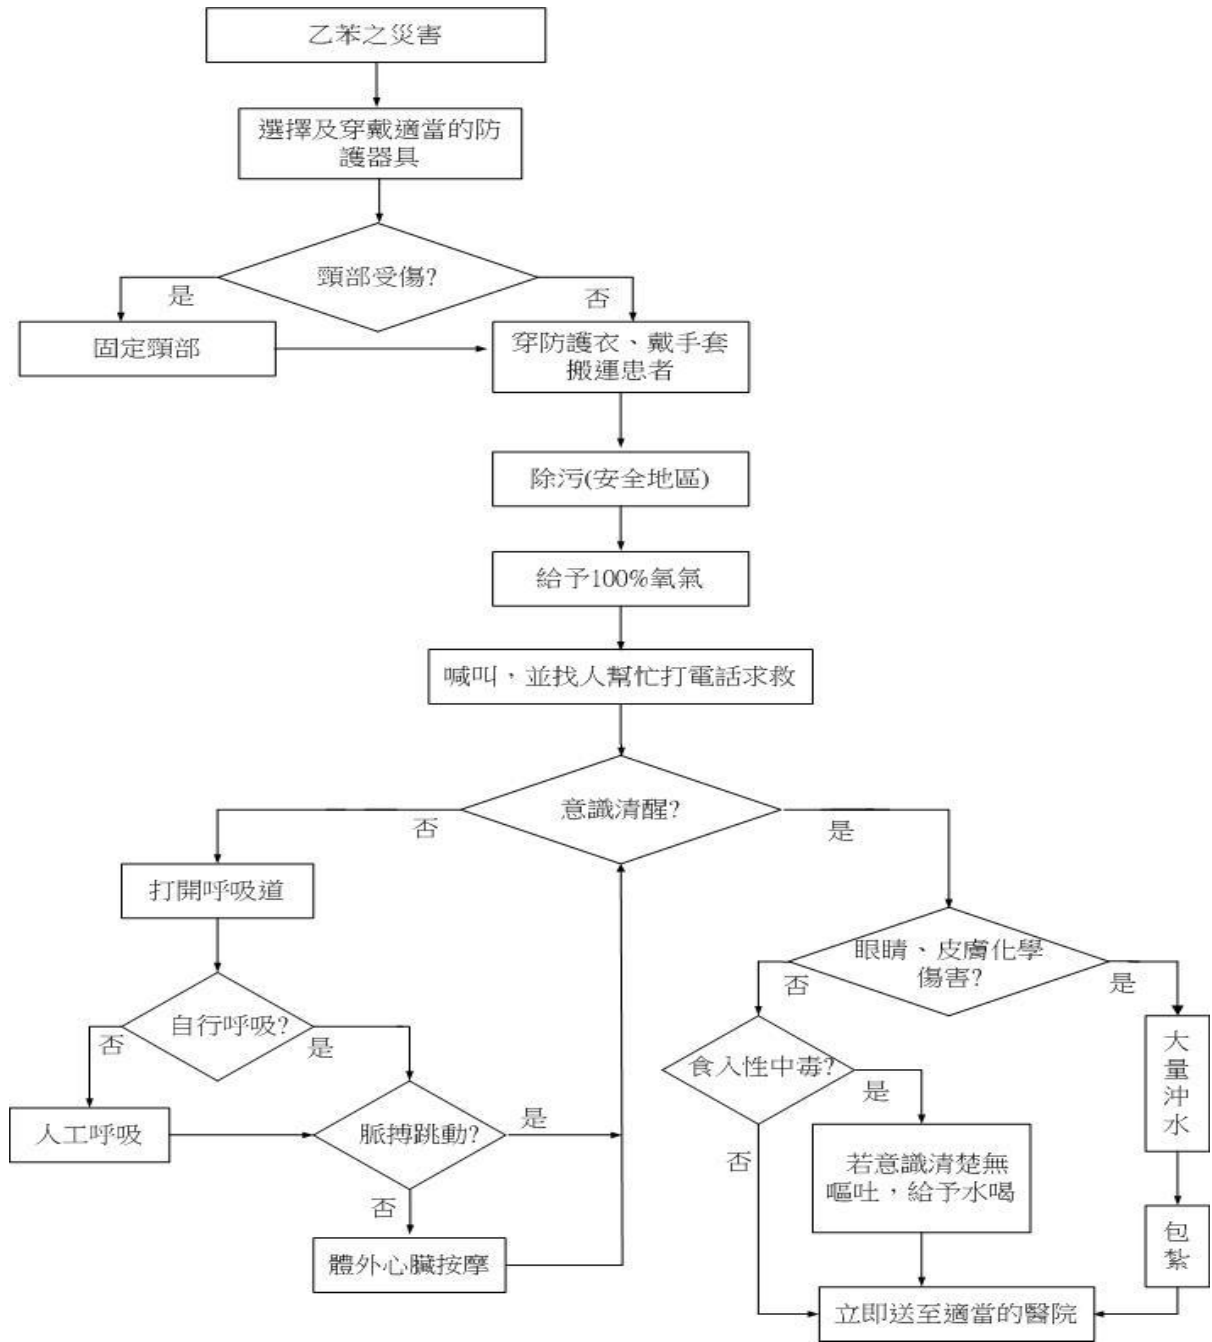 乙苯之災害
選擇及穿戴適當的防
護器具
頸部受傷?
是
否
固定頸部
穿防護衣、戴手套
搬運患者
除污(安全地區)
給予100%氧氣
喊叫，並找人幫忙打電話求救
意識清醒?
否
是
打開呼吸道
眼睛、皮膚化學
傷害?
否
是
自行呼吸?
否
是
大
量
沖
水
食入性中毒?
是
否
人工呼吸
脈搏跳動?
是
否
若意識清楚無
嘔吐，給予水喝
包
紮
體外心臟按摩
立即送至適當的醫院